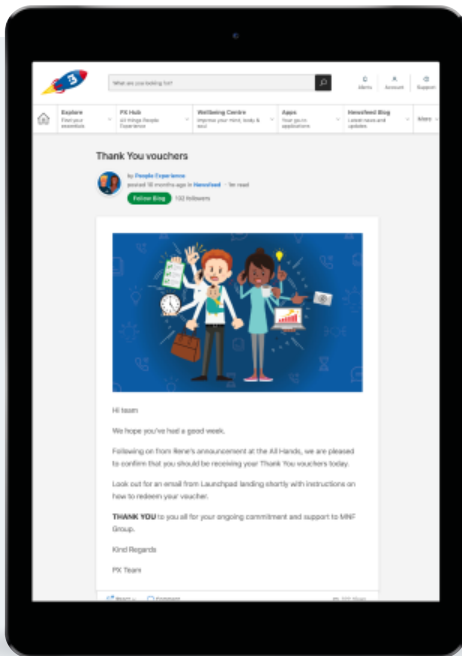 3
What are you looking for?
Alerts
Account
Support
Explore
Find your
essentials
PX Hub
All things People
Experience
Wellbeing Centre
Improve your mind, body &
soul
Apps
Your go-to
applications
Newsfeed Blog
Latest news and
updates
More
Thank You vouchers
by People Experience
posted 10 months ago in Newsfeed · 1m read
Follow Blog
132 followers
Hi team
We hope you've had a good week.
Following on from Rene's announcement at the All Hands, we are pleased
to confirm that you should be receiving your Thank You vouchers today.
Look out for an email from Launchpad landing shortly with instructions on
how to redeem your voucher.
THANK YOU to you all for your ongoing commitment and support to MNF
Group.
Kind Regards
PX Team